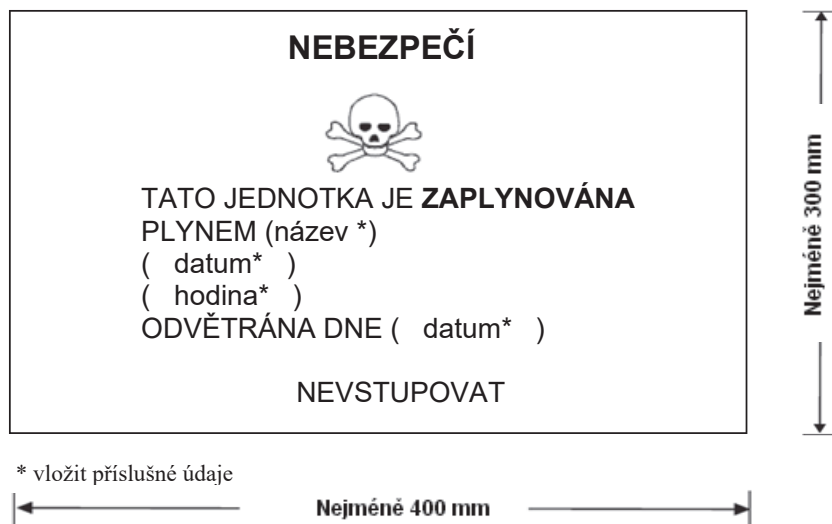 NEBEZPEČÍ
TATO JEDNOTKA JE ZAPLYNOVÁNA
PLYNEM (název *)
( datum* )
( hodina* )
ODVĚTRÁNA DNE ( datum* )
NEVSTUPOVAT
Nejméně 300 mm
* vložit příslušné údaje
Nejméně 400 mm